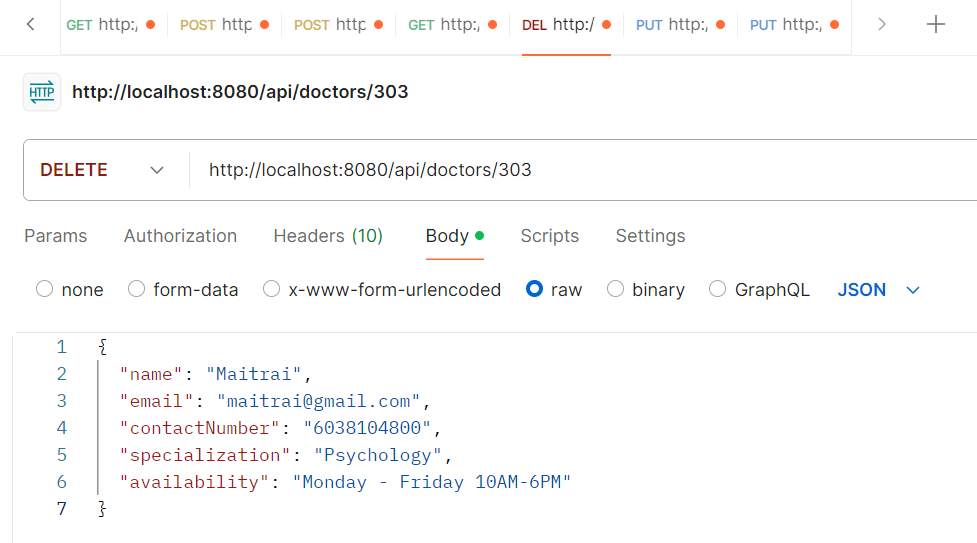 GET http:/ POST http POST http GET http:/ DEL http:/ PUT http:/ PUT http:/
HTTP http://localhost:8080/api/doctors/303
DELETE http://localhost:8080/api/doctors/303
Params Authorization Headers (10) Body Scripts Settings
none form-data x-www-form-urlencoded raw binary GraphQL JSON
1 {
2 "name": "Maitrai",
3 "email": "maitrai@gmail.com",
4 "contactNumber": "6038104800",
5 "specialization": "Psychology",
6 "availability": "Monday - Friday 10AM-6PM"
7 }